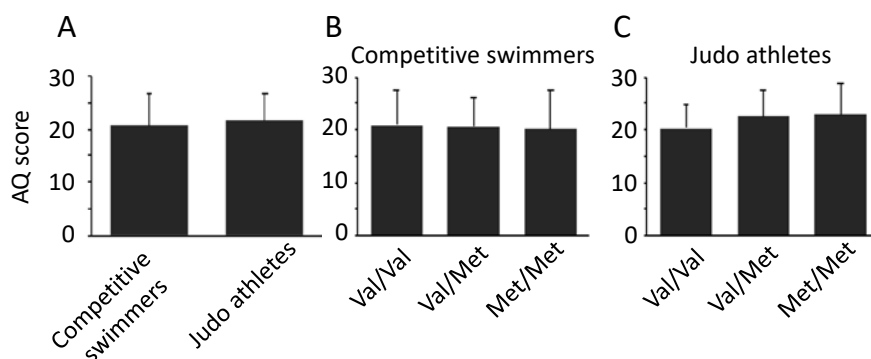 A
AQ score
30
20
10
0
Competitive
swimmers
Judo athletes
B
Competitive swimmers
30
20
10
0
Val/Val
Val/Met
Met/Met
C
Judo athletes
30
20
10
0
Val/Val
Val/Met
Met/Met